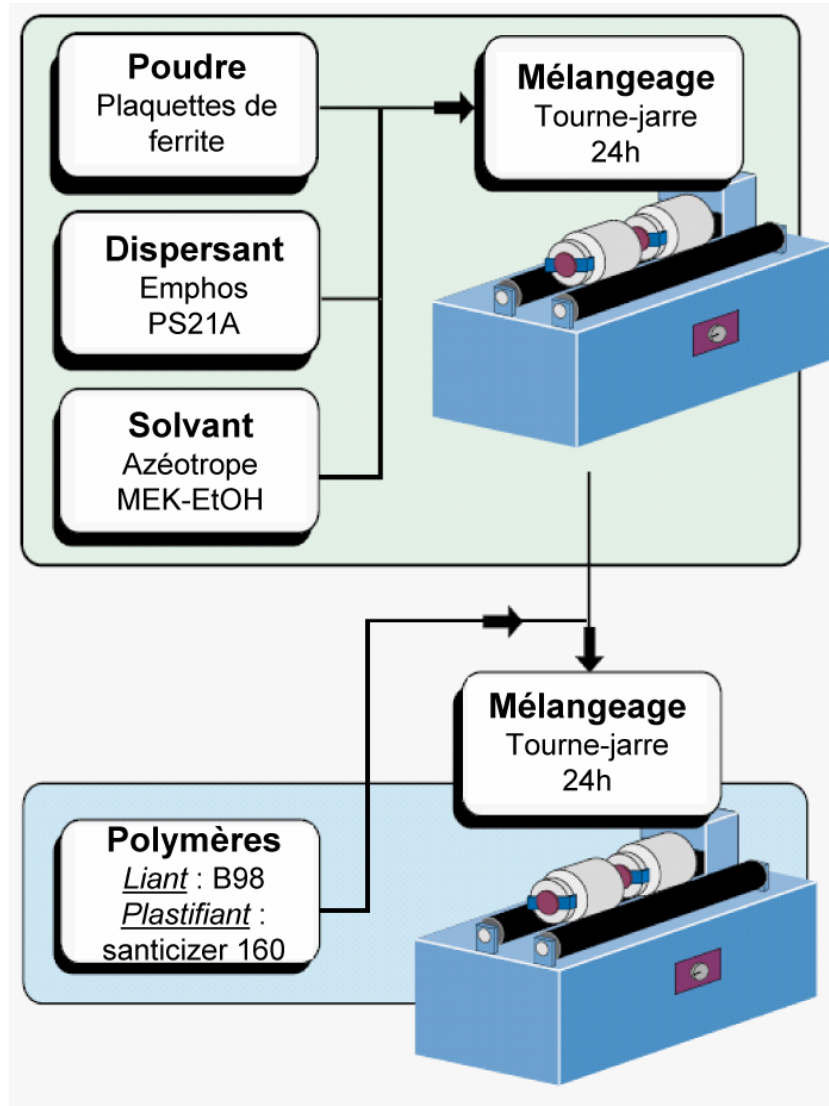 Poudre
Plaquettes de
ferrite
Mélangeage
Tourne-jarre
24h
Dispersant
Emphos
PS21A
Solvant
Azéotrope
MEK-EtOH
Mélangeage
Tourne-jarre
24h
Polymères
Liant : B98
Plastifiant :
santicizer 160